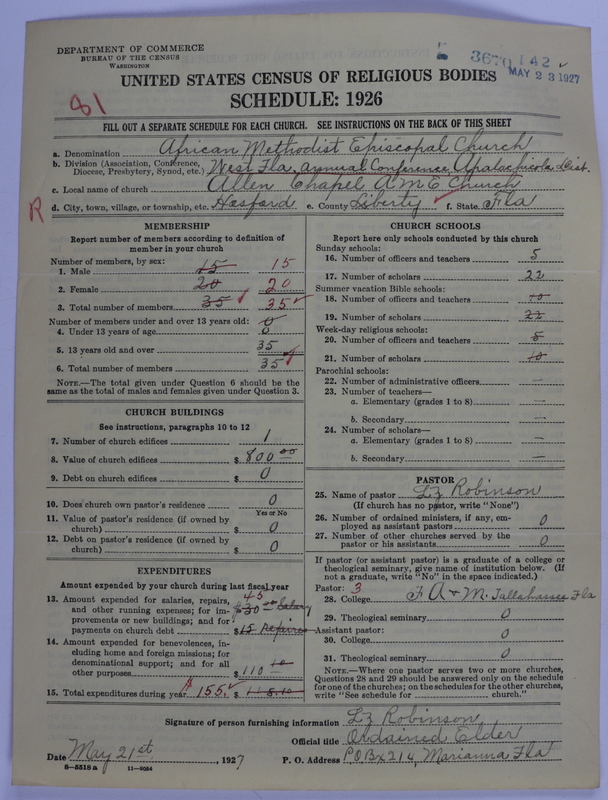 DEPARTMENT OF COMMERCE
BUREAU OF THE CENSUS
WASHINGTON
3670 142
MAY 23 1927
UNITED STATES CENSUS OF RELIGIOUS BODIES
SCHEDULE: 1926
81
FILL OUT A SEPARATE SCHEDULE FOR EACH CHURCH. SEE INSTRUCTIONS ON THE BACK OF THIS SHEET
a. Denomination African Methodist Episcopal Church
b. Division (Association, Conference, Diocese, Presbytery, Synod, etc.) West Fla, annual Conference, Apalachicola Dist.
c. Local name of church Allen Chapel A.M.E. Church
R
d. City, town, village, or township, etc. Hosford e. County Liberty f. State Fla
MEMBERSHIP
Report number of members according to definition of
member in your church
Number of members, by sex:
1. Male 15 15
2. Female 20 20
3. Total number of members 35 35
Number of members under and over 13 years old:
4. Under 13 years of age 0
5. 13 years old and over 35
6. Total number of members 35
NOTE.—The total given under Question 6 should be the
same as the total of males and females given under Question 3.
CHURCH BUILDINGS
See instructions, paragraphs 10 to 12
7. Number of church edifices 1
8. Value of church edifices $ 800 00
9. Debt on church edifices $ 0
10. Does church own pastor's residence 0
Yes or No
11. Value of pastor's residence (if owned by
church) $ 0
12. Debt on pastor's residence (if owned by
church) $ 0
EXPENDITURES
Amount expended by your church during last fiscal year
13. Amount expended for salaries, repairs, 45
and other running expenses; for im- $30 00 Salary
provements or new buildings; and for
payments on church debt $ 15 Repairs
14. Amount expended for benevolences, in-
cluding home and foreign missions; for
denominational support; and for all
other purposes $ 110 10
15. Total expenditures during year $ 155. $ 118.10
CHURCH SCHOOLS
Report here only schools conducted by this church
Sunday schools:
16. Number of officers and teachers 5
17. Number of scholars 22
Summer vacation Bible schools:
18. Number of officers and teachers 10
19. Number of scholars 22
Week-day religious schools:
20. Number of officers and teachers 5
21. Number of scholars 10
Parochial schools:
22. Number of administrative officers —
23. Number of teachers—
a. Elementary (grades 1 to 8) —
b. Secondary —
24. Number of scholars—
a. Elementary (grades 1 to 8) —
b. Secondary —
PASTOR
25. Name of pastor Lz Robinson
(If church has no pastor, write "None")
26. Number of ordained ministers, if any, em-
ployed as assistant pastors 0
27. Number of other churches served by the
pastor or his assistants 0
If pastor (or assistant pastor) is a graduate of a college or
theological seminary, give name of institution below. (If
not a graduate, write "No" in the space indicated.)
Pastor: 3
28. College F A & M. Tallahassee Fla
29. Theological seminary 0
Assistant pastor:
30. College 0
31. Theological seminary 0
NOTE.—Where one pastor serves two or more churches,
Questions 28 and 29 should be answered only on the schedule
for one of the churches; on the schedules for the other churches,
write "See schedule for church."
Signature of person furnishing information Lz Robinson
Official title Ordained Elder
Date May 21st, 1927 P. O. Address P O Box 214, Marianna Fla
8-5518a 11-9034